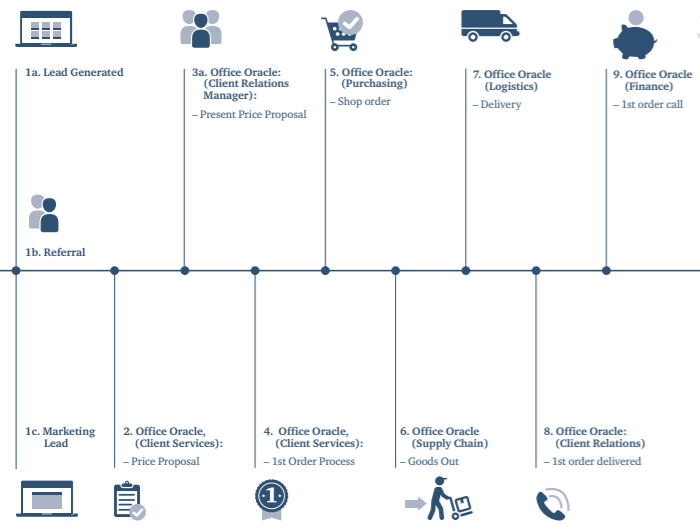 1a. Lead Generated
3a. Office Oracle:
(Client Relations
Manager):
– Present Price Proposal
5. Office Oracle:
(Purchasing)
– Shop order
7. Office Oracle
(Logistics)
– Delivery
9. Office Oracle
(Finance)
– 1st order call
1b. Referral
1c. Marketing
Lead
2. Office Oracle,
(Client Services):
– Price Proposal
4. Office Oracle,
(Client Services):
– 1st Order Process
6. Office Oracle
(Supply Chain)
– Goods Out
8. Office Oracle:
(Client Relations)
– 1st order delivered
1